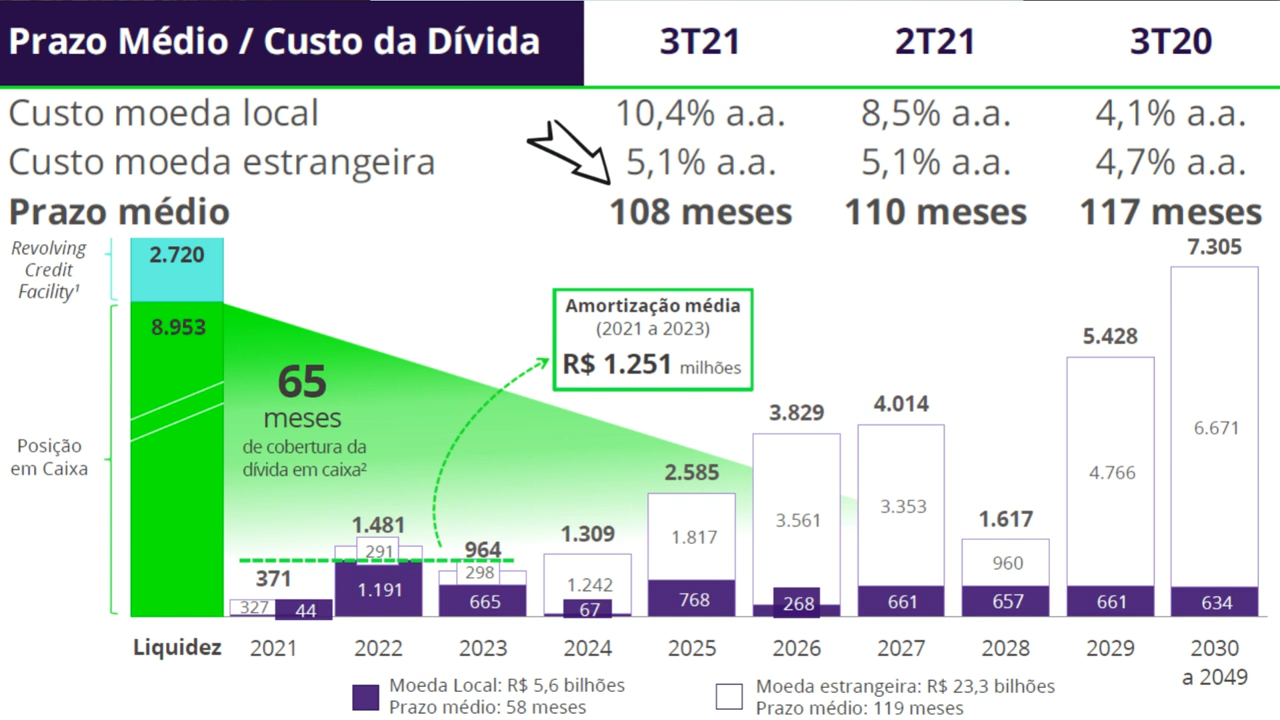 Prazo Médio / Custo da Dívida 3T21 2T21 3T20
Custo moeda local 10,4% a.a. 8,5% a.a. 4,1% a.a.
Custo moeda estrangeira 5,1% a.a. 5,1% a.a. 4,7% a.a.
Prazo médio 108 meses 110 meses 117 meses
Revolving
Credit
Facility¹
2.720
8.953
Posição
em Caixa
65
meses
de cobertura da
dívida em caixa²
Amortização média
(2021 a 2023)
R$ 1.251 milhões
371
327
44
1.481
291
1.191
964
298
665
1.309
1.242
67
2.585
1.817
768
3.829
3.561
268
4.014
3.353
661
1.617
960
657
5.428
4.766
661
7.305
6.671
634
Liquidez 2021 2022 2023 2024 2025 2026 2027 2028 2029 2030
a 2049
Moeda Local: R$ 5,6 bilhões
Prazo médio: 58 meses
Moeda estrangeira: R$ 23,3 bilhões
Prazo médio: 119 meses